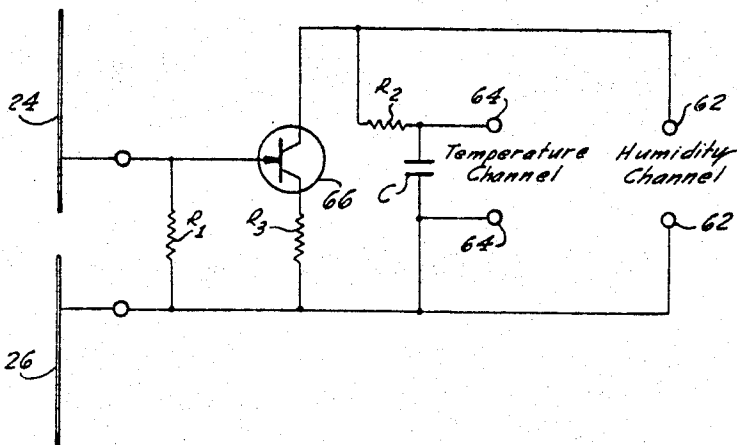 24
R2
64
62
Temperature
Channel
Humidity
Channel
66
C
R1
R3
64
62
26